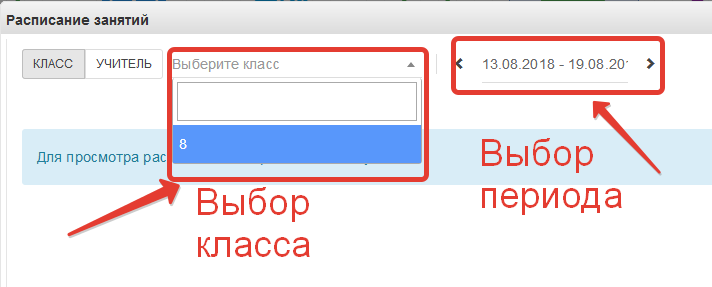 Расписание занятий
КЛАСС УЧИТЕЛЬ Выберите класс 13.08.2018 - 19.08.201
8
Для просмотра рас
Выбор класса
Выбор периода